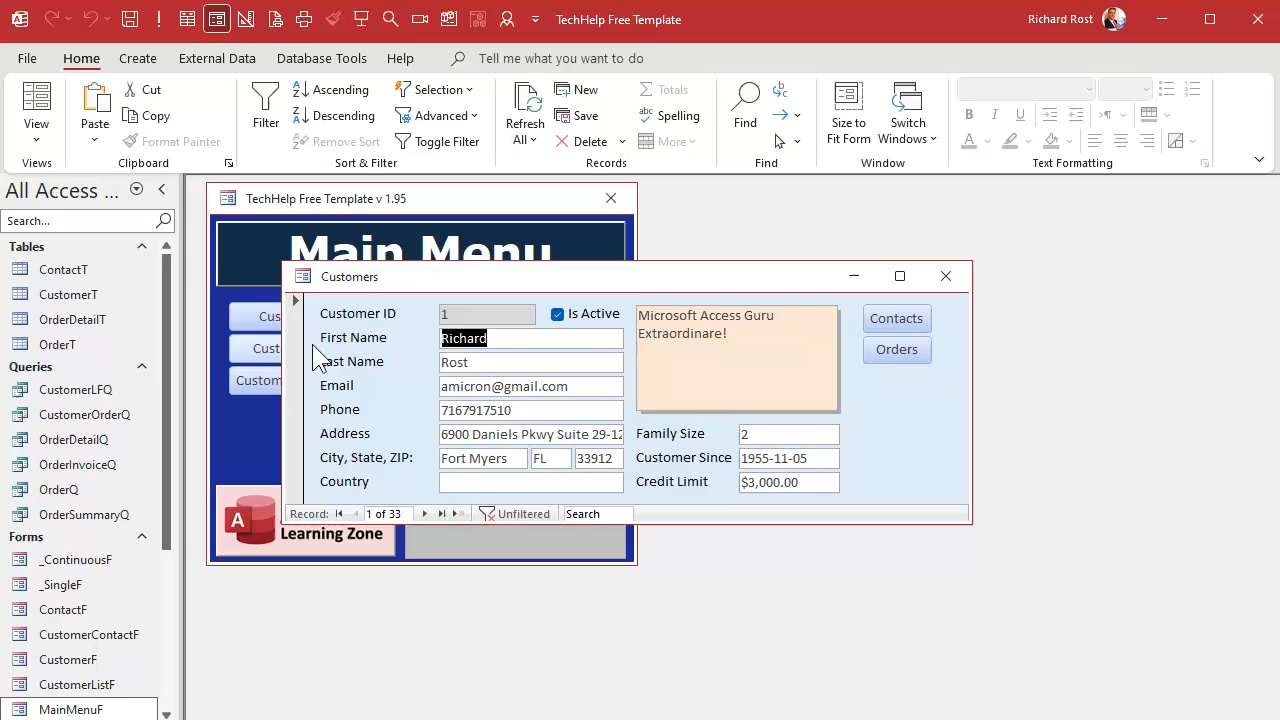 TechHelp Free Template
Richard Rost
File Home Create External Data Database Tools Help Tell me what you want to do
View
Views
Paste
Cut
Copy
Format Painter
Clipboard
Filter
Ascending
Descending
Remove Sort
Selection
Advanced
Toggle Filter
Sort & Filter
Refresh
All
New
Save
Delete
Totals
Spelling
More
Records
Find
Find
Size to
Fit Form
Switch
Windows
Window
B I U
A
Text Formatting
All Access ...
Search...
Tables
ContactT
CustomerT
OrderDetailT
OrderT
Queries
CustomerLFQ
CustomerOrderQ
OrderDetailQ
OrderInvoiceQ
OrderQ
OrderSummaryQ
Forms
_ContinuousF
_SingleF
ContactF
CustomerContactF
CustomerF
CustomerListF
MainMenuF
TechHelp Free Template v 1.95
Main Menu
Cus
Cust
Custom
A
Learning Zone
Customers
Customer ID 1 Is Active
First Name Richard
Last Name Rost
Email amicron@gmail.com
Phone 7167917510
Address 6900 Daniels Pkwy Suite 29-12
City, State, ZIP: Fort Myers FL 33912
Country
Microsoft Access Guru
Extraordinare!
Family Size 2
Customer Since 1955-11-05
Credit Limit $3,000.00
Contacts
Orders
Record: 1 of 33 Unfiltered Search